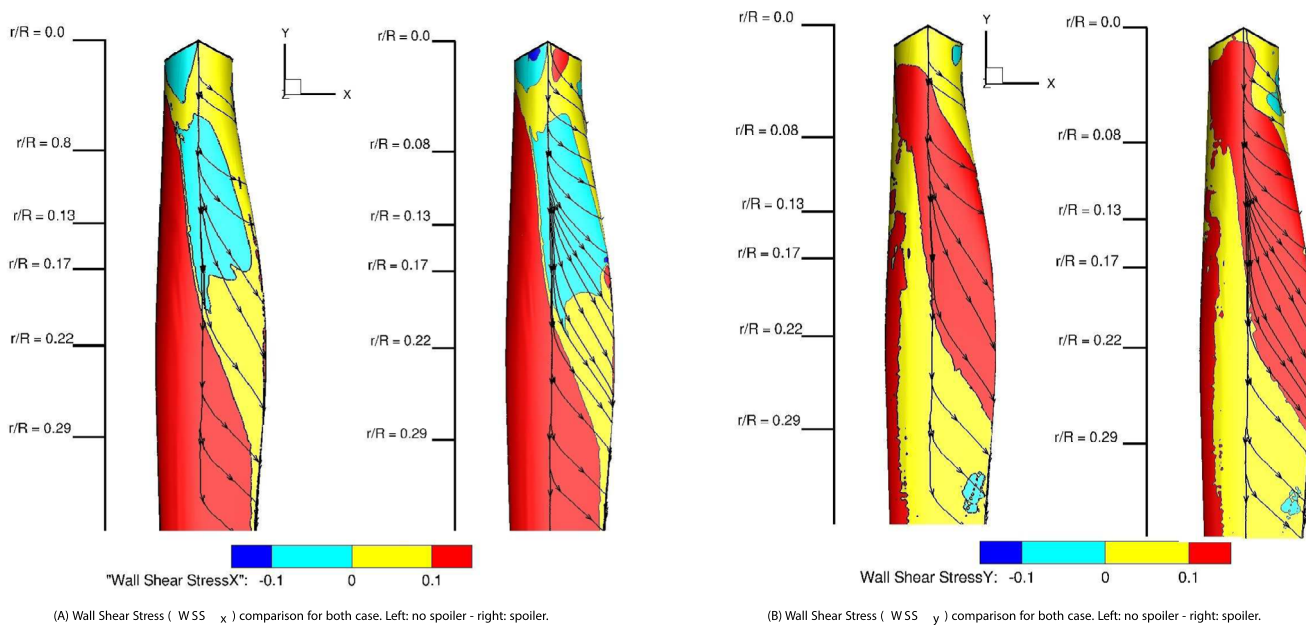 r/R = 0.0
r/R = 0.8
r/R = 0.13
r/R = 0.17
r/R = 0.22
r/R = 0.29
Y
Z
X
r/R = 0.0
r/R = 0.08
r/R = 0.13
r/R = 0.17
r/R = 0.22
r/R = 0.29
"Wall Shear StressX": -0.1 0 0.1
(A) Wall Shear Stress ( W SS x ) comparison for both case. Left: no spoiler - right: spoiler.
r/R = 0.0
r/R = 0.08
r/R = 0.13
r/R = 0.17
r/R = 0.22
r/R = 0.29
Y
Z
X
r/R = 0.0
r/R = 0.08
r/R = 0.13
r/R = 0.17
r/R = 0.22
r/R = 0.29
Wall Shear StressY: -0.1 0 0.1
(B) Wall Shear Stress ( W SS y ) comparison for both case. Left: no spoiler - right: spoiler.